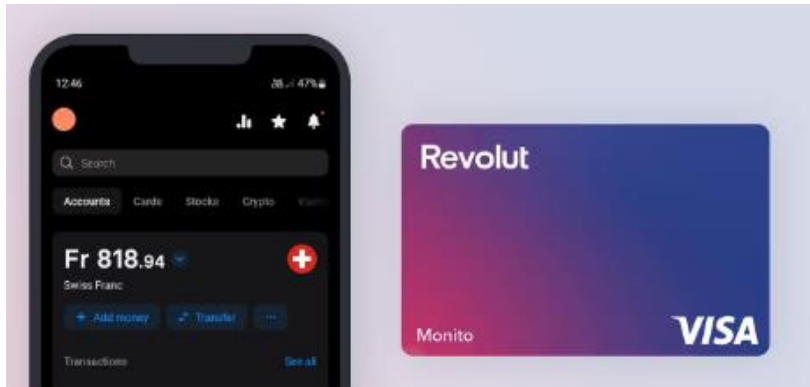 12:46
47%
Search
Accounts Cards Stocks Crypto
Fr 818.94
Swiss Franc
+ Add money Transfer ...
Transactions See all
Revolut
Monito
VISA